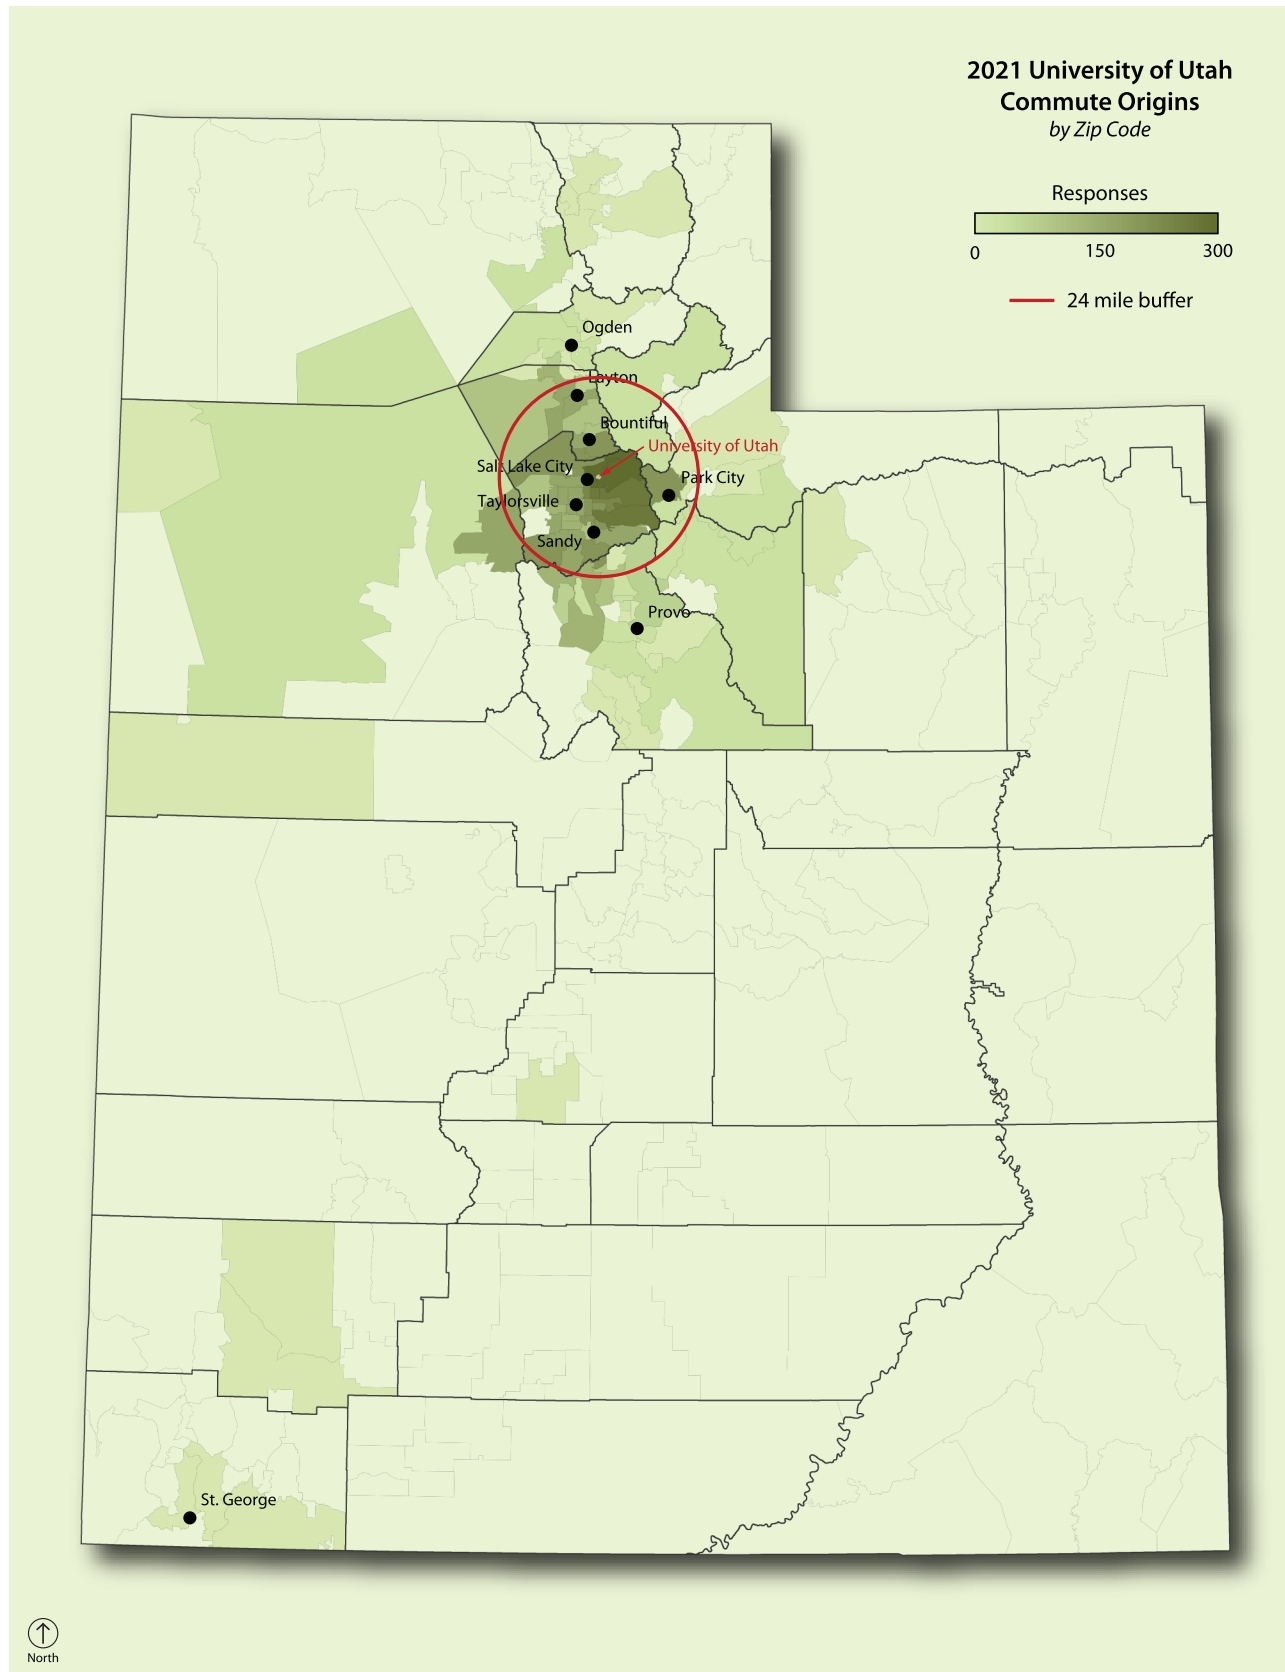 2021 University of Utah
Commute Origins
by Zip Code
Responses
0 150 300
24 mile buffer
Ogden
Layton
Bountiful
University of Utah
Salt Lake City
Park City
Taylorsville
Sandy
Provo
St. George
North